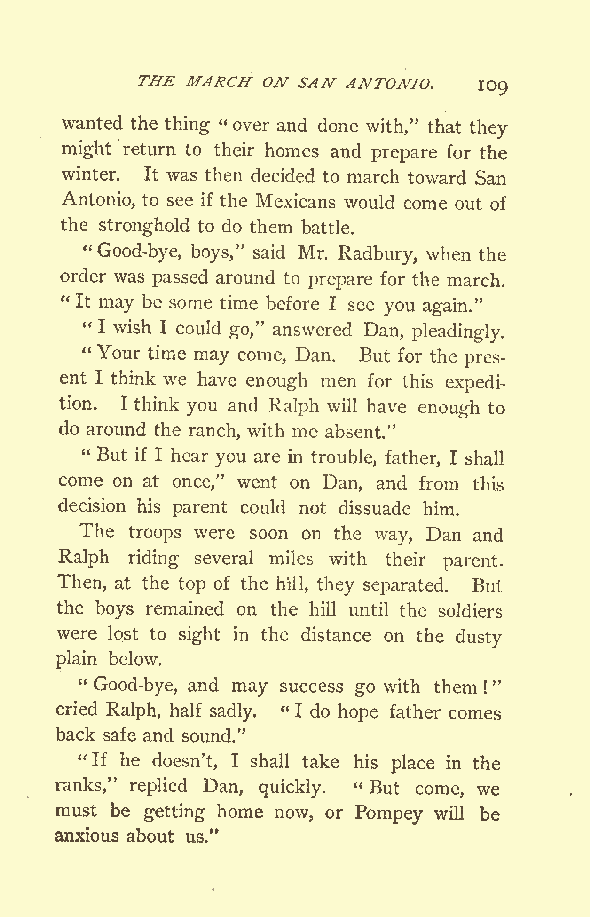 THE MARCH ON SAN ANTONIO. 109
wanted the thing “over and done with,” that they
might return to their homes and prepare for the
winter. It was then decided to march toward San
Antonio, to see if the Mexicans would come out of
the stronghold to do them battle.
“Good-bye, boys,” said Mr. Radbury, when the
order was passed around to prepare for the march.
“It may be some time before I see you again.”
“I wish I could go,” answered Dan, pleadingly.
“Your time may come, Dan. But for the pres-
ent I think we have enough men for this expedi-
tion. I think you and Ralph will have enough to
do around the ranch, with me absent.”
“But if I hear you are in trouble, father, I shall
come on at once,” went on Dan, and from this
decision his parent could not dissuade him.
The troops were soon on the way, Dan and
Ralph riding several miles with their parent.
Then, at the top of the hill, they separated. But
the boys remained on the hill until the soldiers
were lost to sight in the distance on the dusty
plain below.
“Good-bye, and may success go with them!”
cried Ralph, half sadly. “I do hope father comes
back safe and sound.”
“If he doesn’t, I shall take his place in the
ranks,” replied Dan, quickly. “But come, we
must be getting home now, or Pompey will be
anxious about us.”